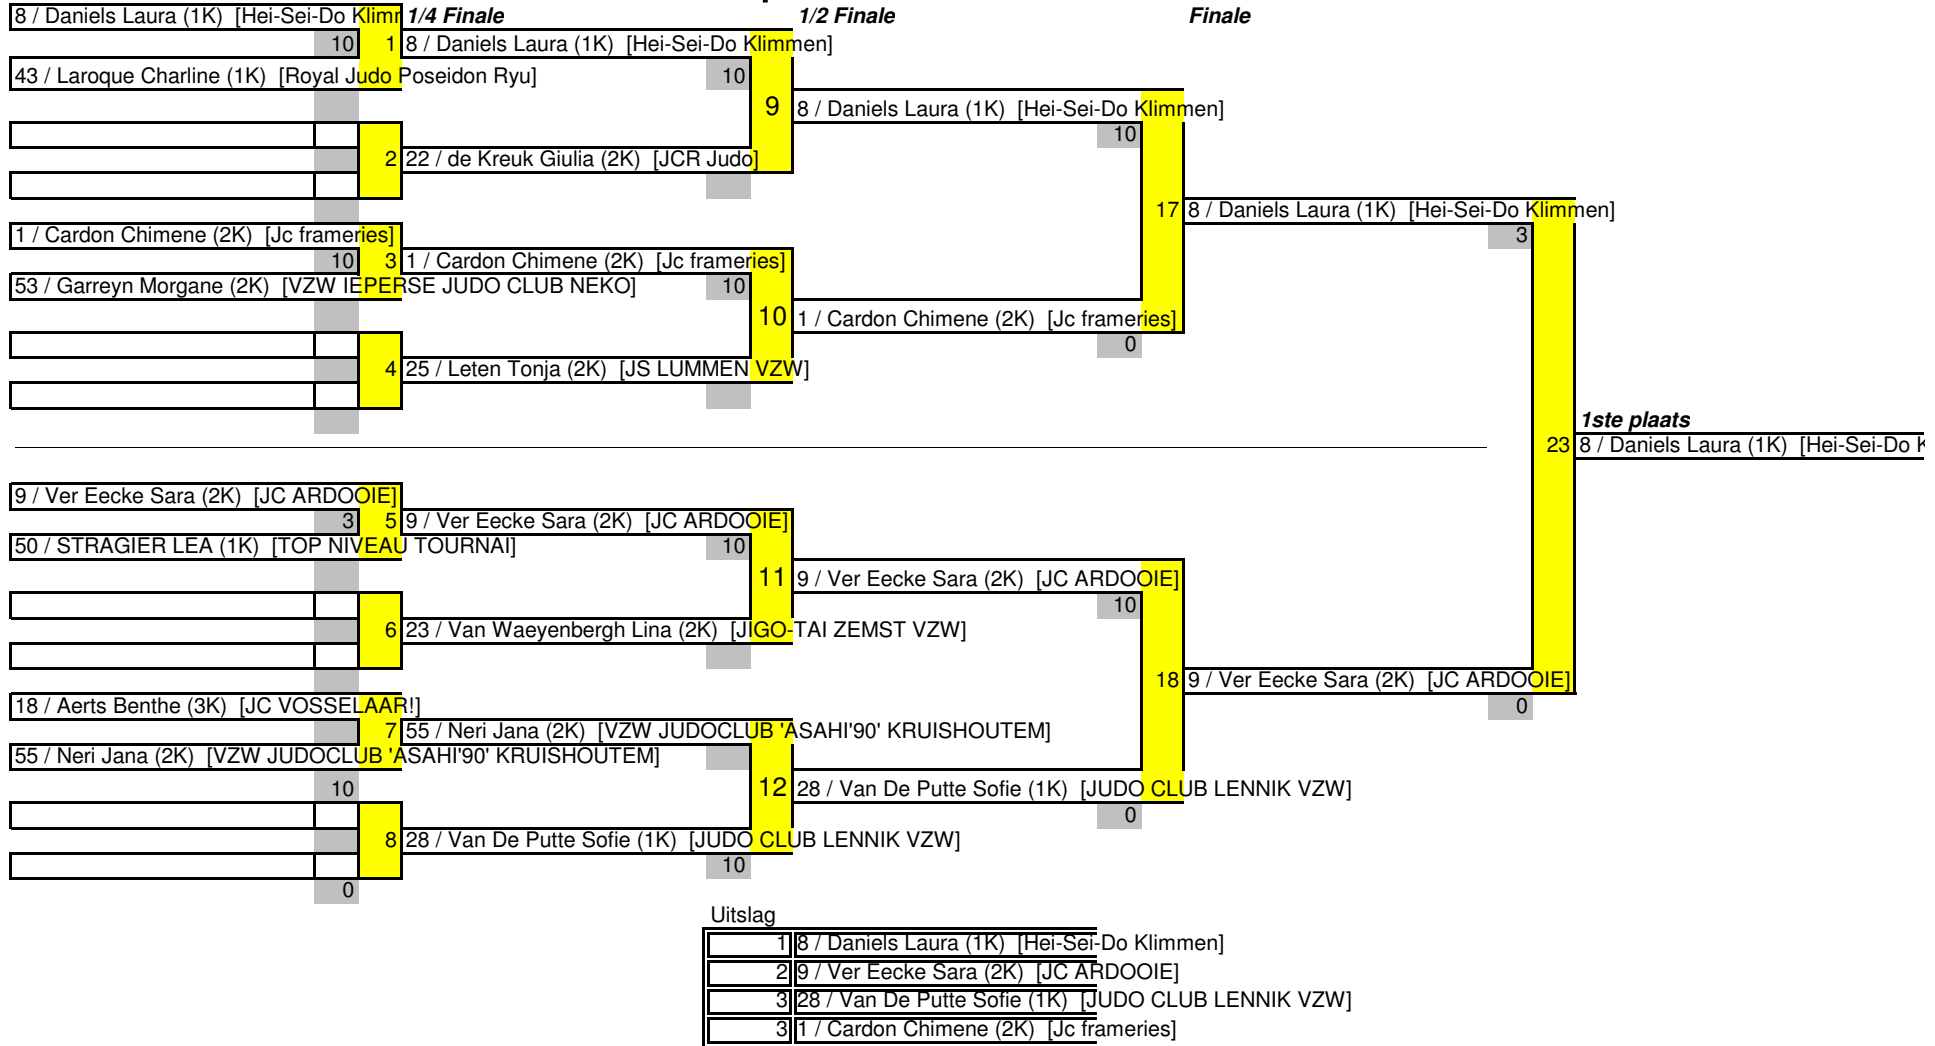 8 / Daniels Laura (1K) [Hei-Sei-Do Klimm 1/4 Finale 1/2 Finale Finale
10 1 8 / Daniels Laura (1K) [Hei-Sei-Do Klimmen]
43 / Laroque Charline (1K) [Royal Judo Poseidon Ryu] 10
9 8 / Daniels Laura (1K) [Hei-Sei-Do Klimmen]
10
2 22 / de Kreuk Giulia (2K) [JCR Judo]
17 8 / Daniels Laura (1K) [Hei-Sei-Do Klimmen]
1 / Cardon Chimene (2K) [Jc frameries] 3
10 3 1 / Cardon Chimene (2K) [Jc frameries]
53 / Garreyn Morgane (2K) [VZW IEPERSE JUDO CLUB NEKO] 10
10 1 / Cardon Chimene (2K) [Jc frameries]
0
4 25 / Leten Tonja (2K) [JS LUMMEN VZW]
1ste plaats
23 8 / Daniels Laura (1K) [Hei-Sei-Do K
9 / Ver Eecke Sara (2K) [JC ARDOOIE]
3 5 9 / Ver Eecke Sara (2K) [JC ARDOOIE]
50 / STRAGIER LEA (1K) [TOP NIVEAU TOURNAI] 10
11 9 / Ver Eecke Sara (2K) [JC ARDOOIE]
10
6 23 / Van Waeyenbergh Lina (2K) [JIGO-TAI ZEMST VZW]
18 9 / Ver Eecke Sara (2K) [JC ARDOOIE]
18 / Aerts Benthe (3K) [JC VOSSELAAR!] 0
7 55 / Neri Jana (2K) [VZW JUDOCLUB 'ASAHI'90' KRUISHOUTEM]
55 / Neri Jana (2K) [VZW JUDOCLUB 'ASAHI'90' KRUISHOUTEM]
10 12 28 / Van De Putte Sofie (1K) [JUDO CLUB LENNIK VZW]
0
8 28 / Van De Putte Sofie (1K) [JUDO CLUB LENNIK VZW]
10
0
Uitslag
1 8 / Daniels Laura (1K) [Hei-Sei-Do Klimmen]
2 9 / Ver Eecke Sara (2K) [JC ARDOOIE]
3 28 / Van De Putte Sofie (1K) [JUDO CLUB LENNIK VZW]
3 1 / Cardon Chimene (2K) [Jc frameries]